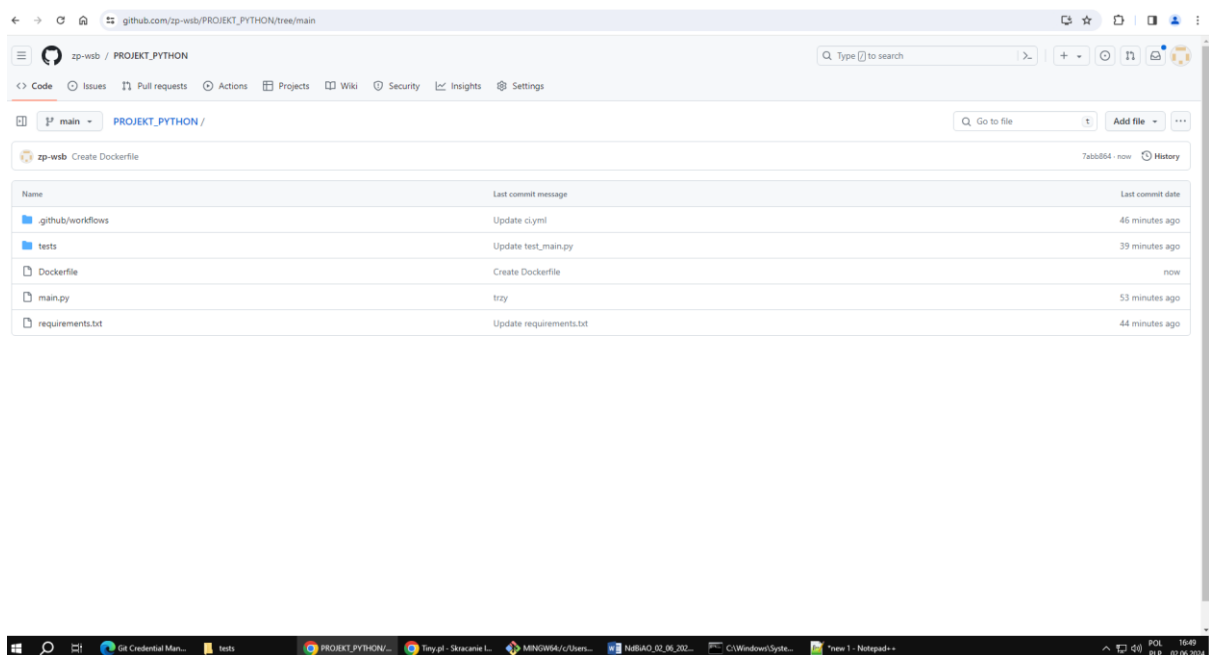 github.com/zp-wsb/PROJEKT_PYTHON/tree/main
zp-wsb / PROJEKT_PYTHON
Type / to search
Code Issues Pull requests Actions Projects Wiki Security Insights Settings
main PROJEKT_PYTHON / Go to file t Add file
zp-wsb Create Dockerfile 7abb864 · now History
Name Last commit message Last commit date
.github/workflows Update ci.yml 46 minutes ago
tests Update test_main.py 39 minutes ago
Dockerfile Create Dockerfile now
main.py trzy 53 minutes ago
requirements.txt Update requirements.txt 44 minutes ago
Git Credential Man... tests PROJEKT_PYTHON/... Tiny.pl - Skracanie l... MINGW64:/c/Users... NdBiAO_02_06_202... C:\Windows\Syste... *new 1 - Notepad++ POL 16:49
PLP 02.06.2024